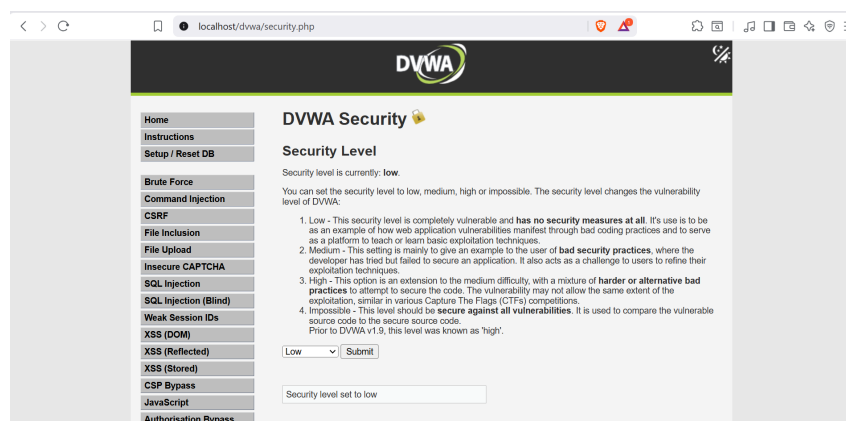 localhost/dvwa/security.php
DVWA
Home
Instructions
Setup / Reset DB
Brute Force
Command Injection
CSRF
File Inclusion
File Upload
Insecure CAPTCHA
SQL Injection
SQL Injection (Blind)
Weak Session IDs
XSS (DOM)
XSS (Reflected)
XSS (Stored)
CSP Bypass
JavaScript
Authorisation Bypass
DVWA Security
Security Level
Security level is currently: low.
You can set the security level to low, medium, high or impossible. The security level changes the vulnerability
level of DVWA:
1. Low - This security level is completely vulnerable and has no security measures at all. It's use is to be
as an example of how web application vulnerabilities manifest through bad coding practices and to serve
as a platform to teach or learn basic exploitation techniques.
2. Medium - This setting is mainly to give an example to the user of bad security practices, where the
developer has tried but failed to secure an application. It also acts as a challenge to users to refine their
exploitation techniques.
3. High - This option is an extension to the medium difficulty, with a mixture of harder or alternative bad
practices to attempt to secure the code. The vulnerability may not allow the same extent of the
exploitation, similar in various Capture The Flags (CTFs) competitions.
4. Impossible - This level should be secure against all vulnerabilities. It is used to compare the vulnerable
source code to the secure source code.
Prior to DVWA v1.9, this level was known as 'high'.
Low Submit
Security level set to low